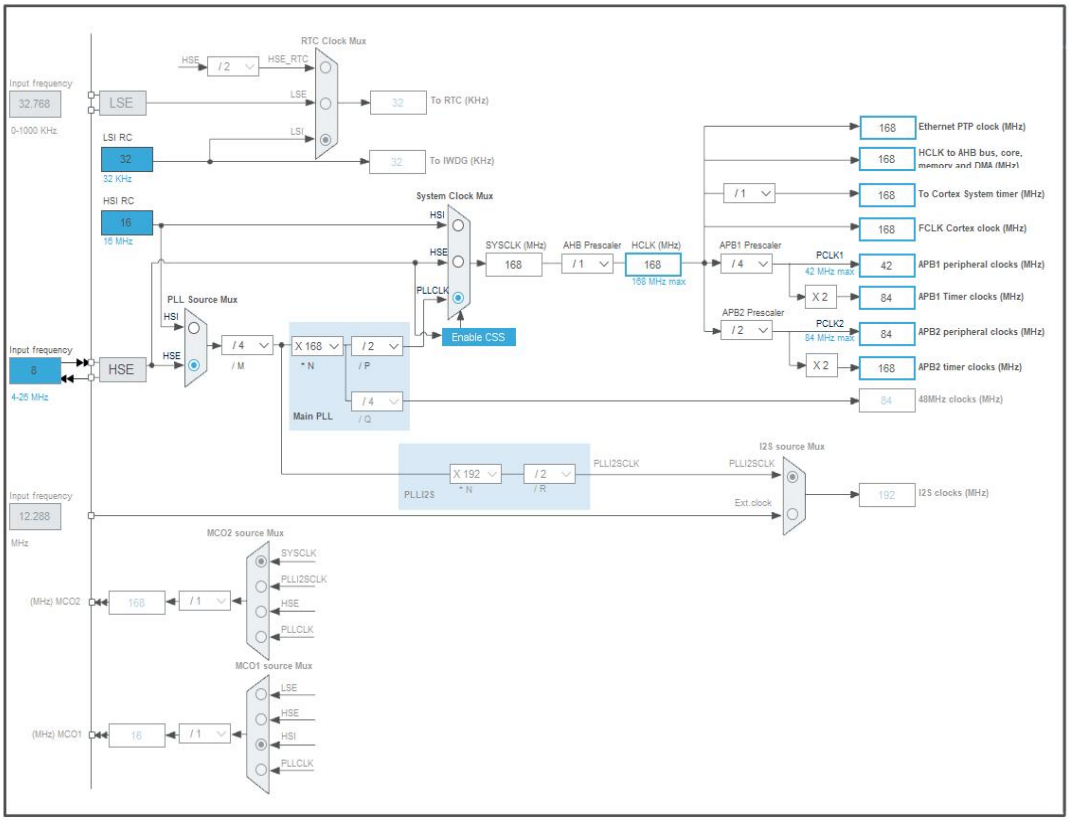 RTC Clock Mux
HSE
/ 2
HSE_RTC
Input frequency
32.768
0-1000 KHz
LSE
LSE
32
To RTC (KHz)
LSI
LSI RC
32
32 KHz
32
To IWDG (KHz)
HSI RC
16
16 MHz
System Clock Mux
HSI
HSE
PLLCLK
Enable CSS
SYSCLK (MHz)
168
AHB Prescaler
/ 1
HCLK (MHz)
168
168 MHz max
168
Ethernet PTP clock (MHz)
168
HCLK to AHB bus, core,
memory and DMA (MHz)
/ 1
168
To Cortex System timer (MHz)
168
FCLK Cortex clock (MHz)
APB1 Prescaler
/ 4
PCLK1
42 MHz max
42
APB1 peripheral clocks (MHz)
X 2
84
APB1 Timer clocks (MHz)
APB2 Prescaler
/ 2
PCLK2
84 MHz max
84
APB2 peripheral clocks (MHz)
X 2
168
APB2 timer clocks (MHz)
84
48MHz clocks (MHz)
PLL Source Mux
HSI
HSE
Input frequency
8
4-26 MHz
HSE
/ 4
/ M
X 168
* N
/ 2
/ P
/ 4
/ Q
Main PLL
PLLI2S
X 192
* N
/ 2
/ R
PLLI2SCLK
I2S source Mux
PLLI2SCLK
Ext.clock
192
I2S clocks (MHz)
Input frequency
12.288
MHz
MCO2 source Mux
SYSCLK
PLLI2SCLK
HSE
PLLCLK
(MHz) MCO2
168
/ 1
MCO1 source Mux
LSE
HSE
HSI
PLLCLK
(MHz) MCO1
16
/ 1